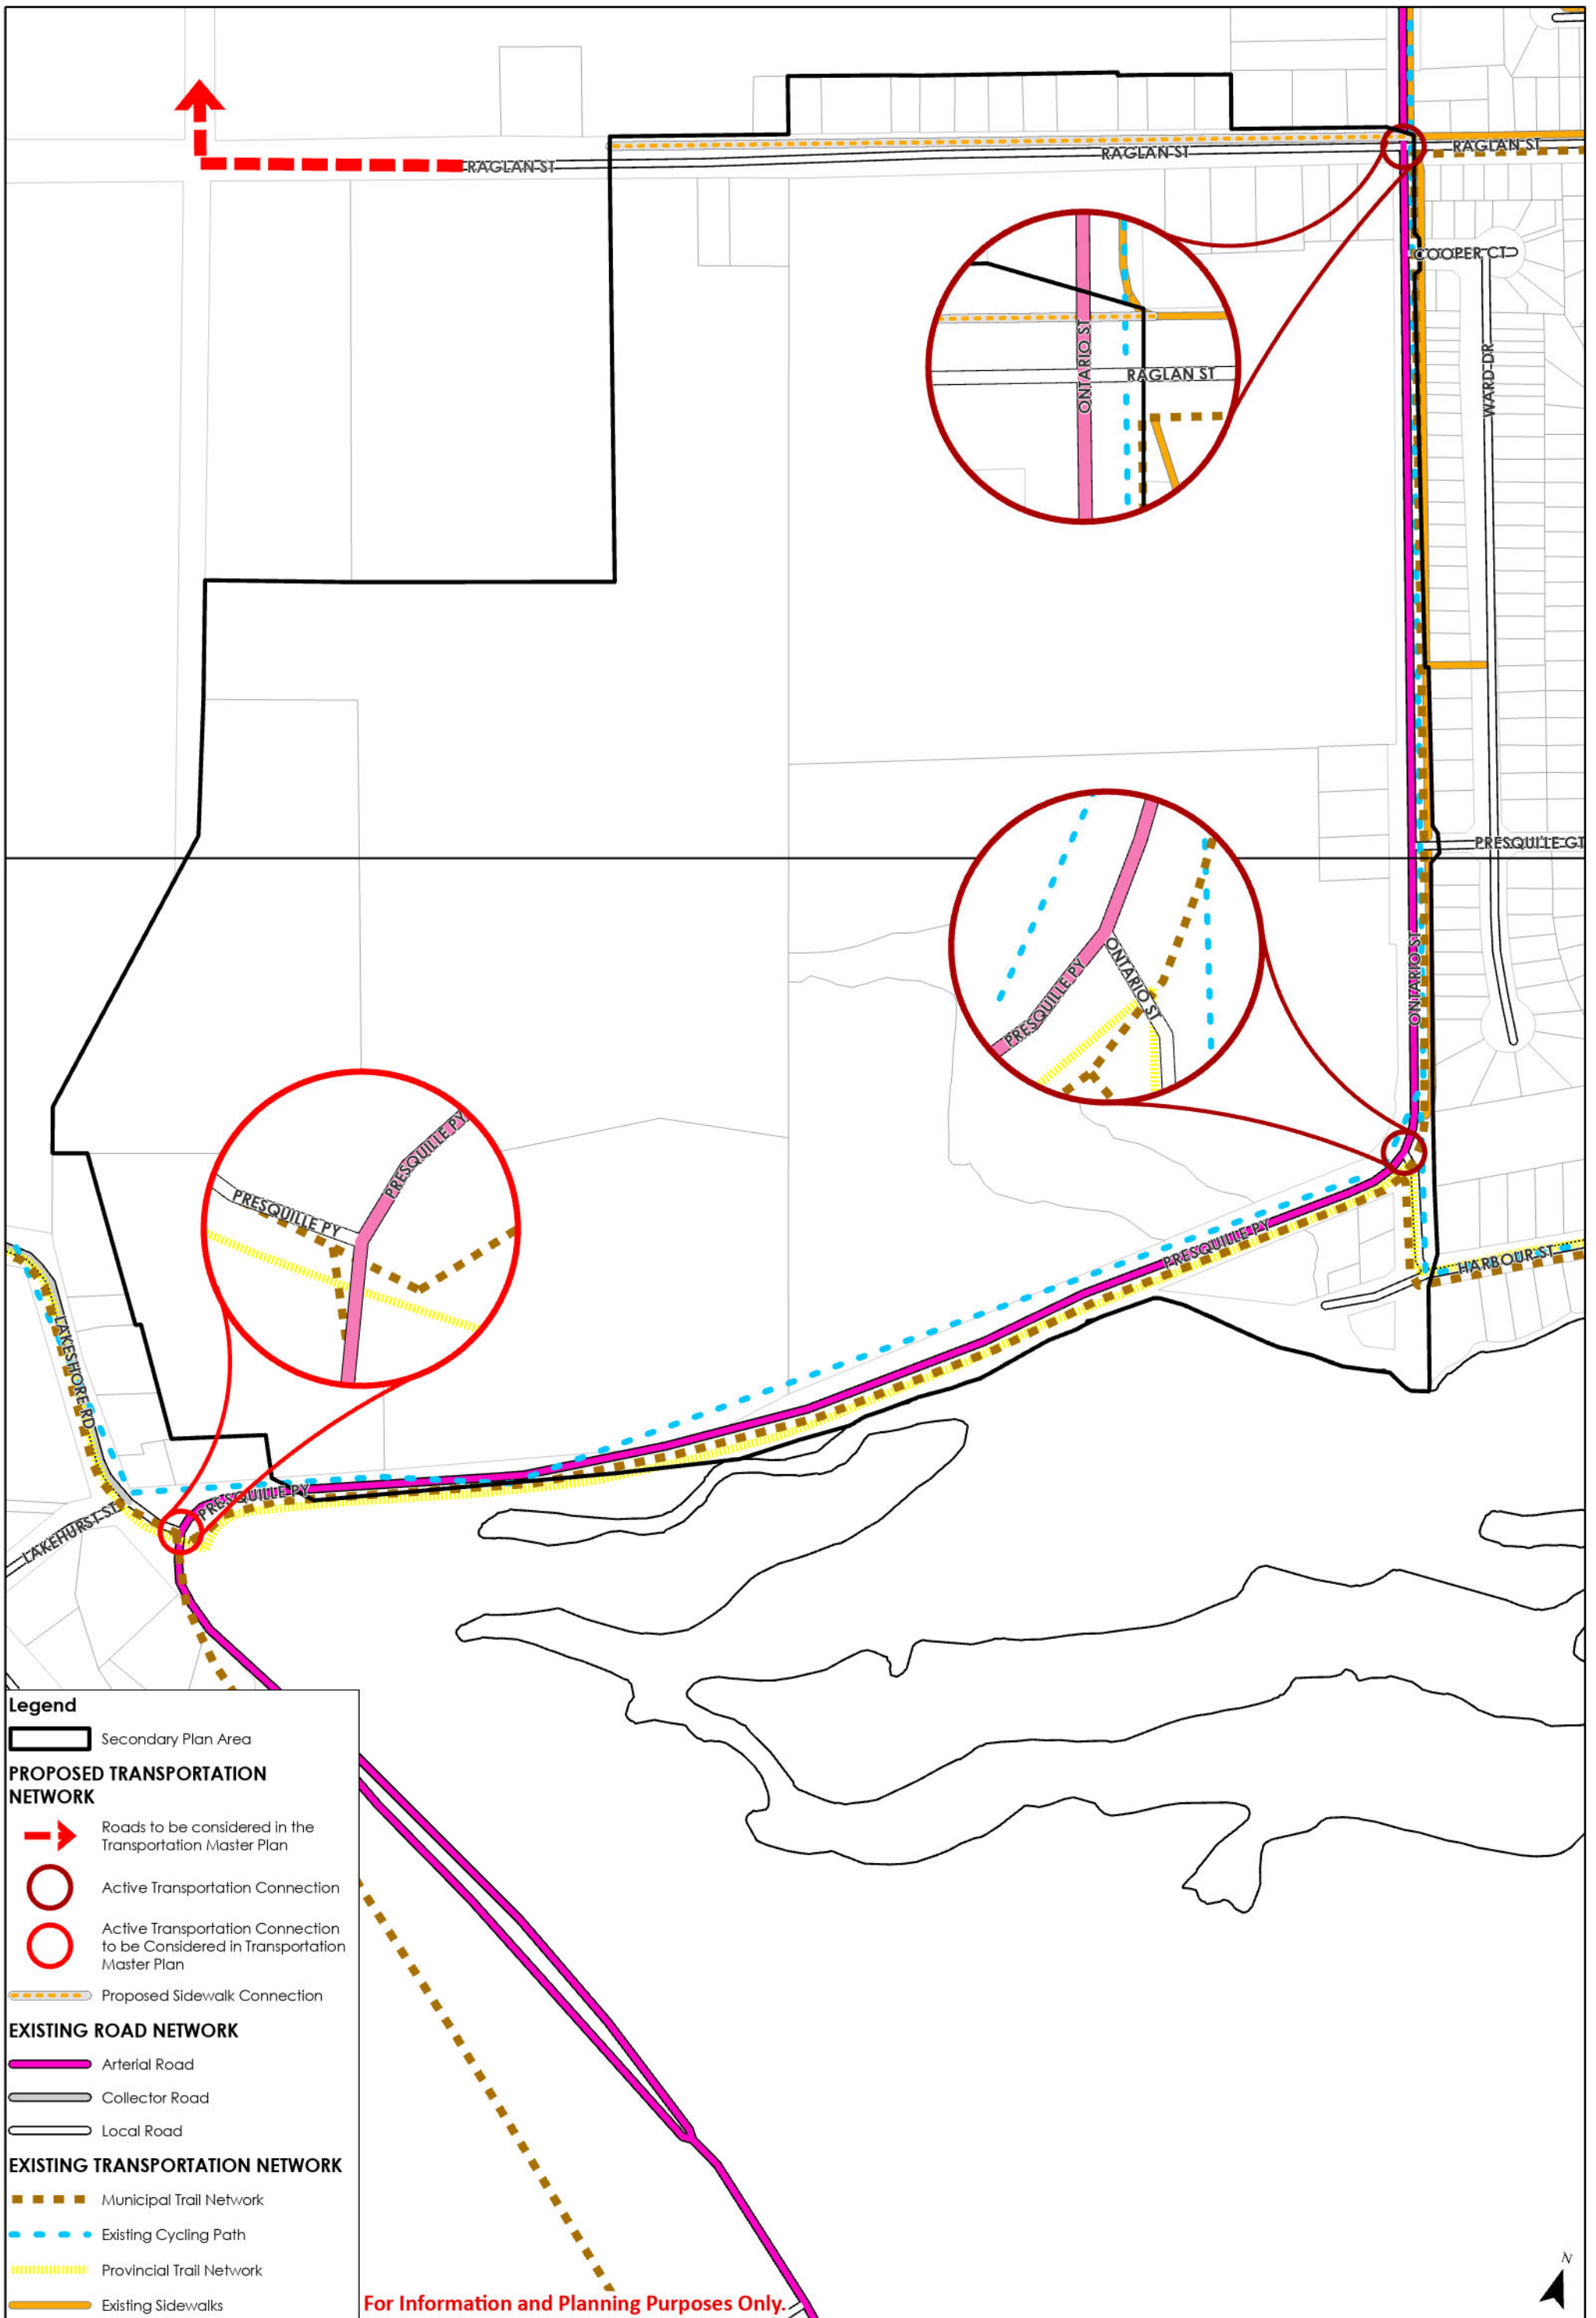 RAGLAN ST
RAGLAN ST
RAGLAN ST
COOPER CT
ONTARIO ST
RAGLAN ST
WARD DR
PRESQUI'LE GT
ONTARIO ST
ONTARIO ST
PRESQUILLE PY
PRESQUILLE PY
PRESQUILLE PY
PRESQUILLE PY
HARBOUR ST
LAKESHORE RD
PRESQUILLE PY
LAKEHURST ST
Legend
Secondary Plan Area
PROPOSED TRANSPORTATION
NETWORK
Roads to be considered in the
Transportation Master Plan
Active Transportation Connection
Active Transportation Connection
to be Considered in Transportation
Master Plan
Proposed Sidewalk Connection
EXISTING ROAD NETWORK
Arterial Road
Collector Road
Local Road
EXISTING TRANSPORTATION NETWORK
Municipal Trail Network
Existing Cycling Path
Provincial Trail Network
Existing Sidewalks
For Information and Planning Purposes Only.
N